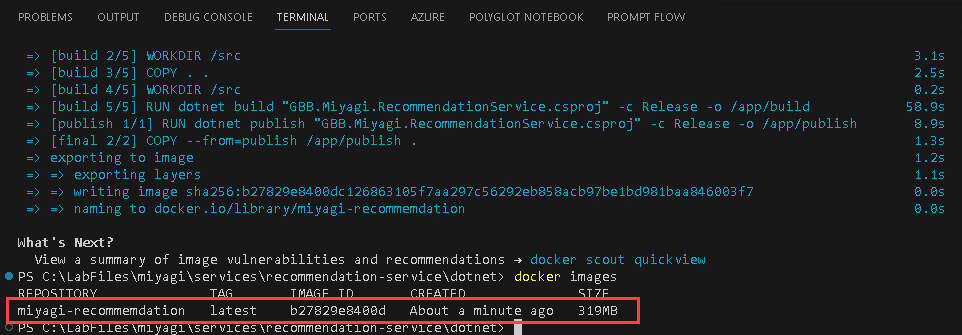 PROBLEMS OUTPUT DEBUG CONSOLE TERMINAL PORTS AZURE POLYGLOT NOTEBOOK PROMPT FLOW
=> [build 2/5] WORKDIR /src 3.1s
=> [build 3/5] COPY . . 2.5s
=> [build 4/5] WORKDIR /src 0.2s
=> [build 5/5] RUN dotnet build "GBB.Miyagi.RecommendationService.csproj" -c Release -o /app/build 58.9s
=> [publish 1/1] RUN dotnet publish "GBB.Miyagi.RecommendationService.csproj" -c Release -o /app/publish 8.9s
=> [final 2/2] COPY --from=publish /app/publish . 1.3s
=> exporting to image 1.2s
=> => exporting layers 1.1s
=> => writing image sha256:b27829e8400dc126863105f7aa297c56292eb858acb97be1bd981baa846003f7 0.0s
=> => naming to docker.io/library/miyagi-recommemdation 0.0s
What's Next?
View a summary of image vulnerabilities and recommendations → docker scout quickview
PS C:\LabFiles\miyagi\services\recommendation-service\dotnet> docker images
REPOSITORY TAG IMAGE ID CREATED SIZE
miyagi-recommemdation latest b27829e8400d About a minute ago 319MB
PS C:\LabFiles\miyagi\services\recommendation-service\dotnet>